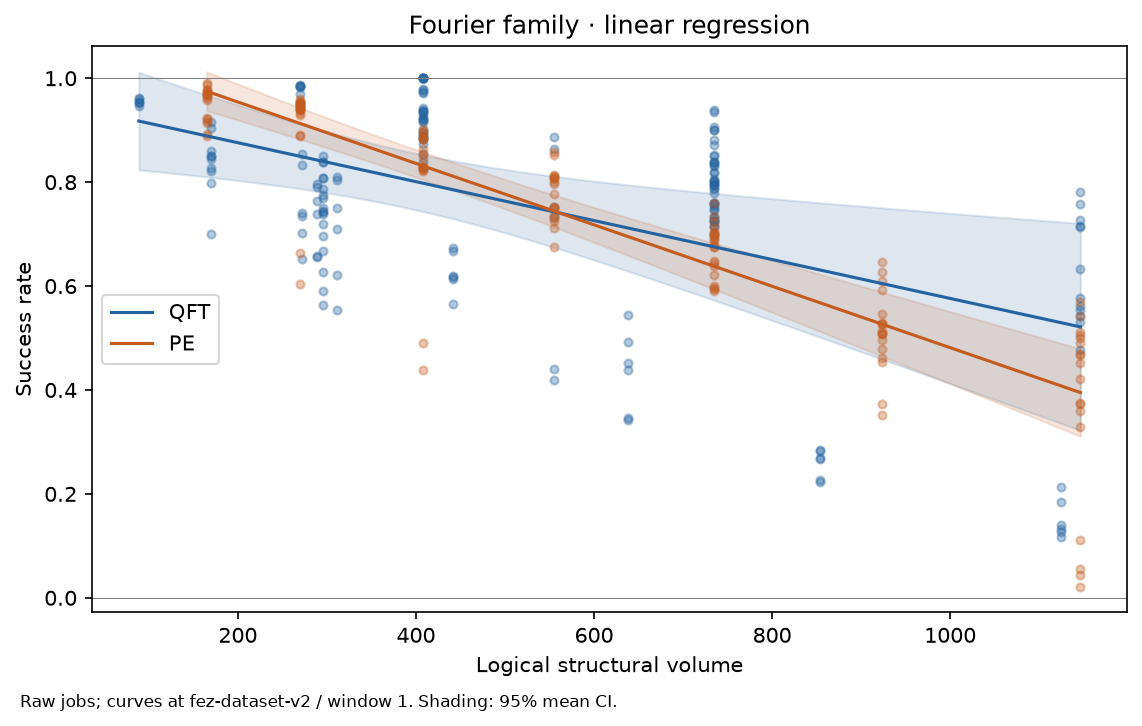 Fourier family · linear regression
Success rate
1.0
0.8
0.6
0.4
0.2
0.0
QFT
PE
200 400 600 800 1000
Logical structural volume
Raw jobs; curves at fez-dataset-v2 / window 1. Shading: 95% mean CI.